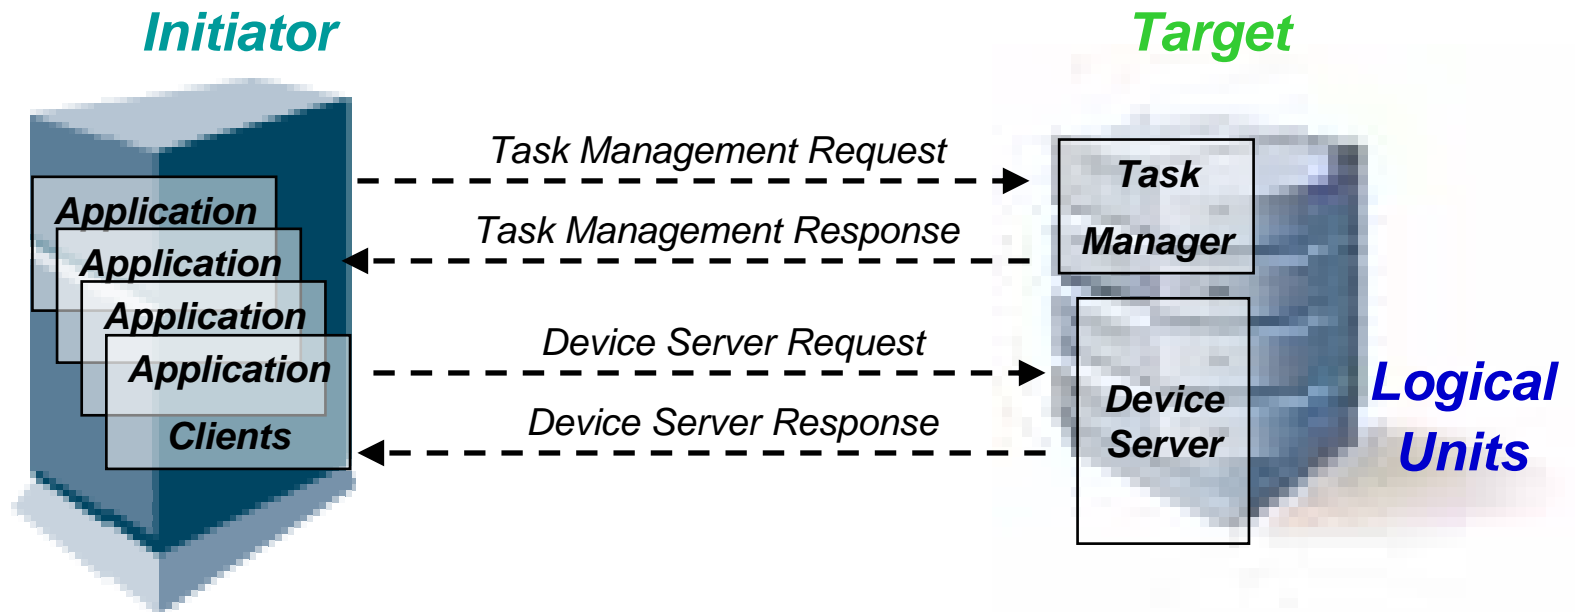 Initiator
Target
Task Management Request
Task Management Response
Device Server Request
Device Server Response
Application
Application
Application
Application
Clients
Task
Manager
Device
Server
Logical
Units